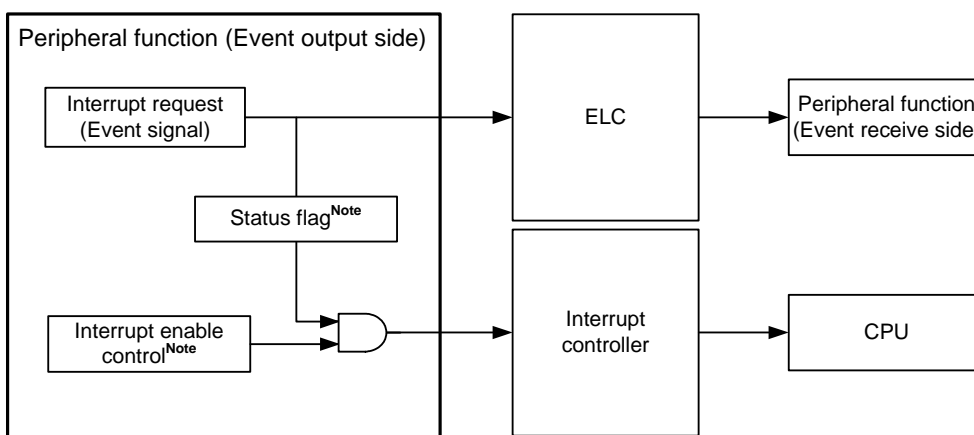 Peripheral function (Event output side)
Interrupt request
(Event signal)
ELC
Peripheral function
(Event receive side
Status flagNote
Interrupt enable
controlNote
Interrupt
controller
CPU